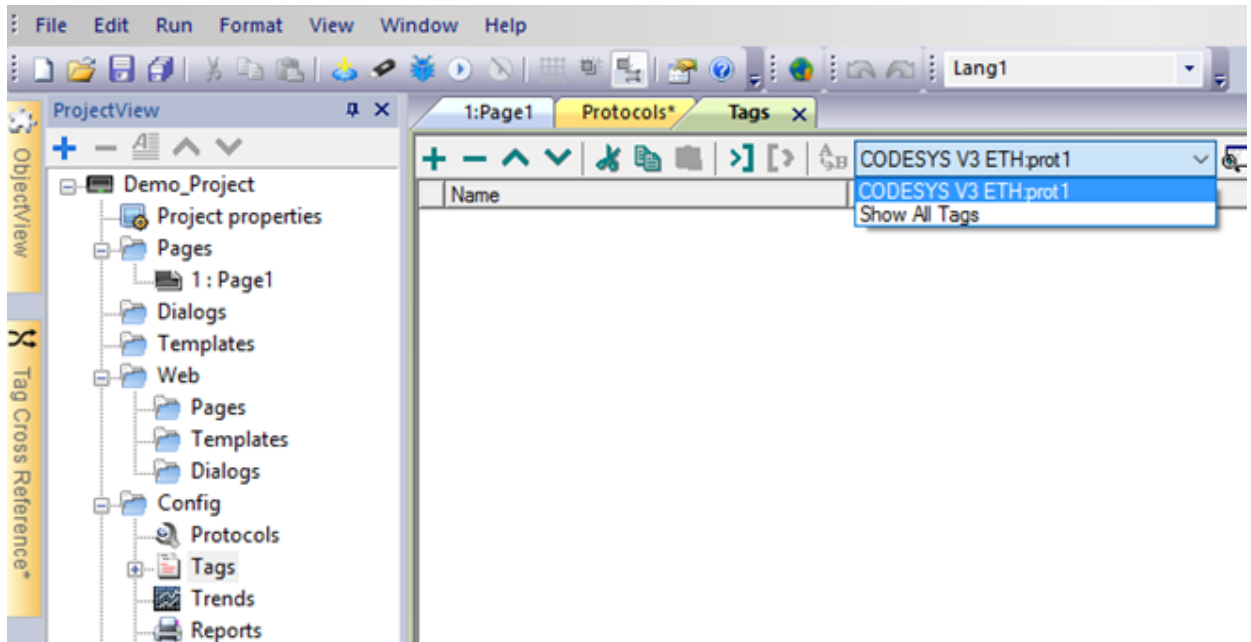 File Edit Run Format View Window Help
Lang1
ProjectView
1:Page1 Protocols* Tags
CODESYS V3 ETH:prot1
Name
CODESYS V3 ETH:prot1
Show All Tags
ObjectView
Tag Cross Reference*
Demo_Project
Project properties
Pages
1 : Page1
Dialogs
Templates
Web
Pages
Templates
Dialogs
Config
Protocols
Tags
Trends
Reports